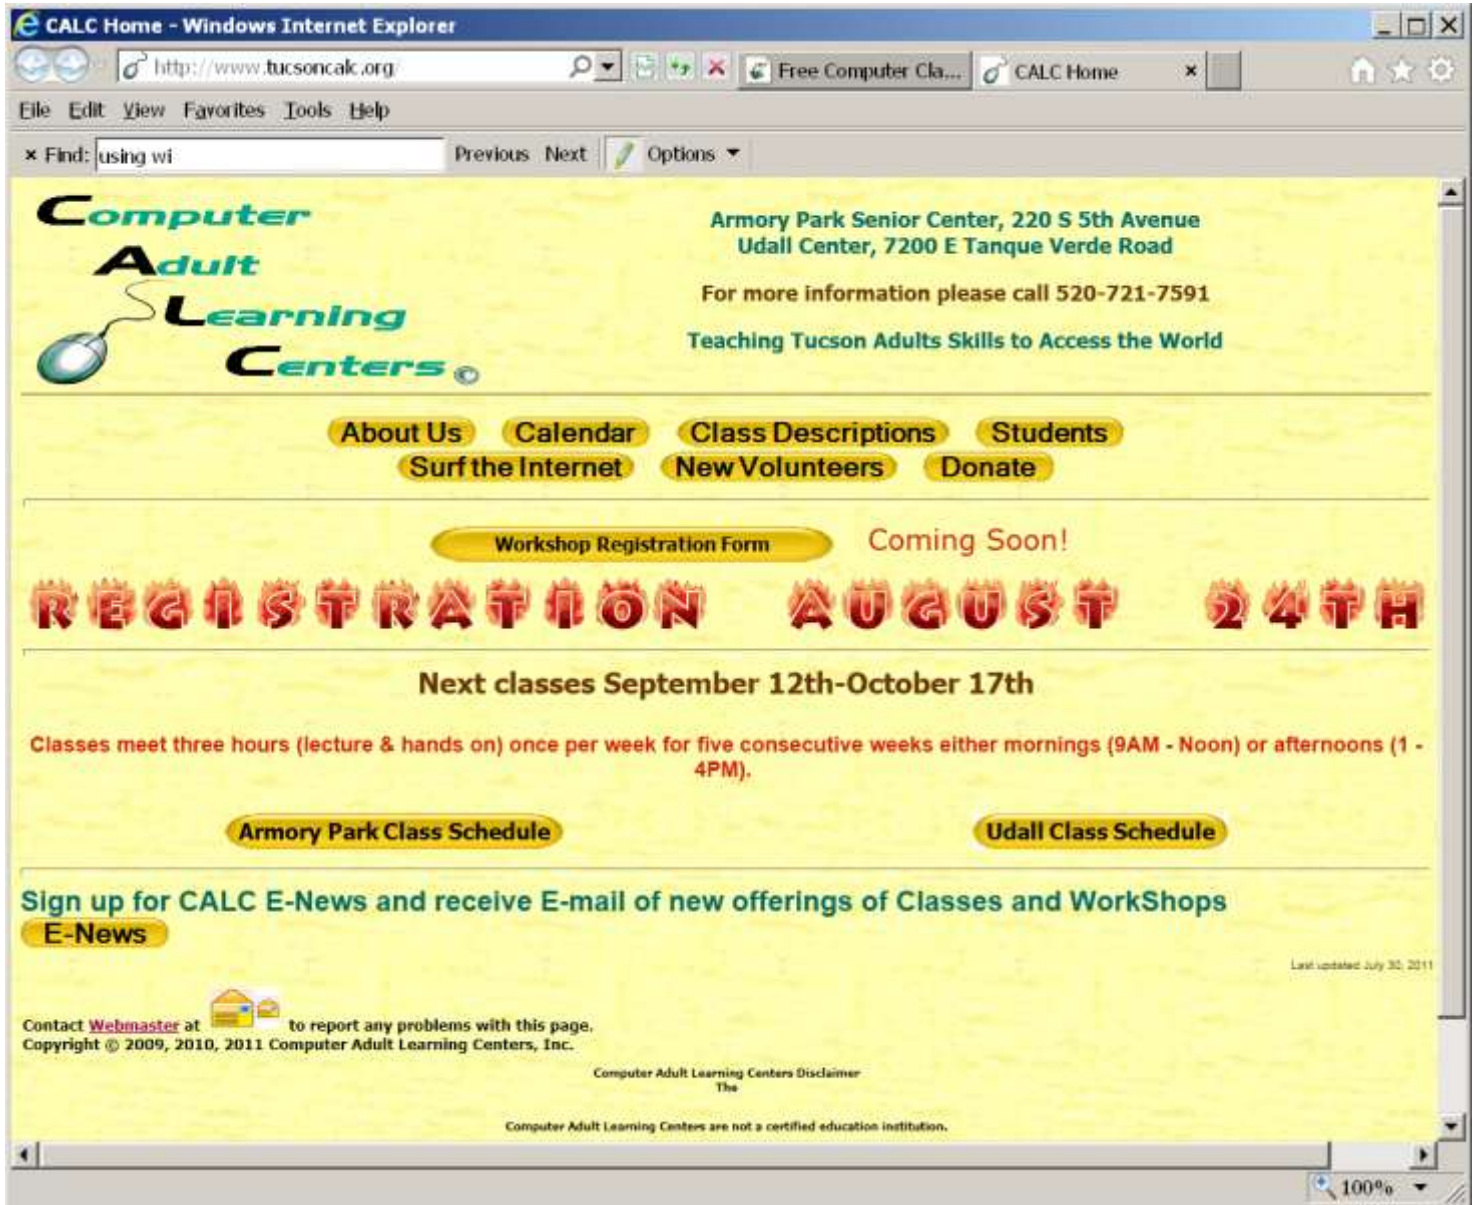 CALC Home - Windows Internet Explorer
http://www.tucsoncalc.org/
Free Computer Cla...
CALC Home
File Edit View Favorites Tools Help
× Find: using wi Previous Next Options
Computer
Adult
Learning
Centers ©
Armory Park Senior Center, 220 S 5th Avenue
Udall Center, 7200 E Tanque Verde Road
For more information please call 520-721-7591
Teaching Tucson Adults Skills to Access the World
About Us Calendar Class Descriptions Students
Surf the Internet New Volunteers Donate
Workshop Registration Form Coming Soon!
REGISTRATION AUGUST 24TH
Next classes September 12th-October 17th
Classes meet three hours (lecture & hands on) once per week for five consecutive weeks either mornings (9AM - Noon) or afternoons (1 -
4PM).
Armory Park Class Schedule Udall Class Schedule
Sign up for CALC E-News and receive E-mail of new offerings of Classes and WorkShops
E-News
Last updated July 30, 2011
Contact Webmaster at to report any problems with this page.
Copyright © 2009, 2010, 2011 Computer Adult Learning Centers, Inc.
Computer Adult Learning Centers Disclaimer
The
Computer Adult Learning Centers are not a certified education institution.
100%